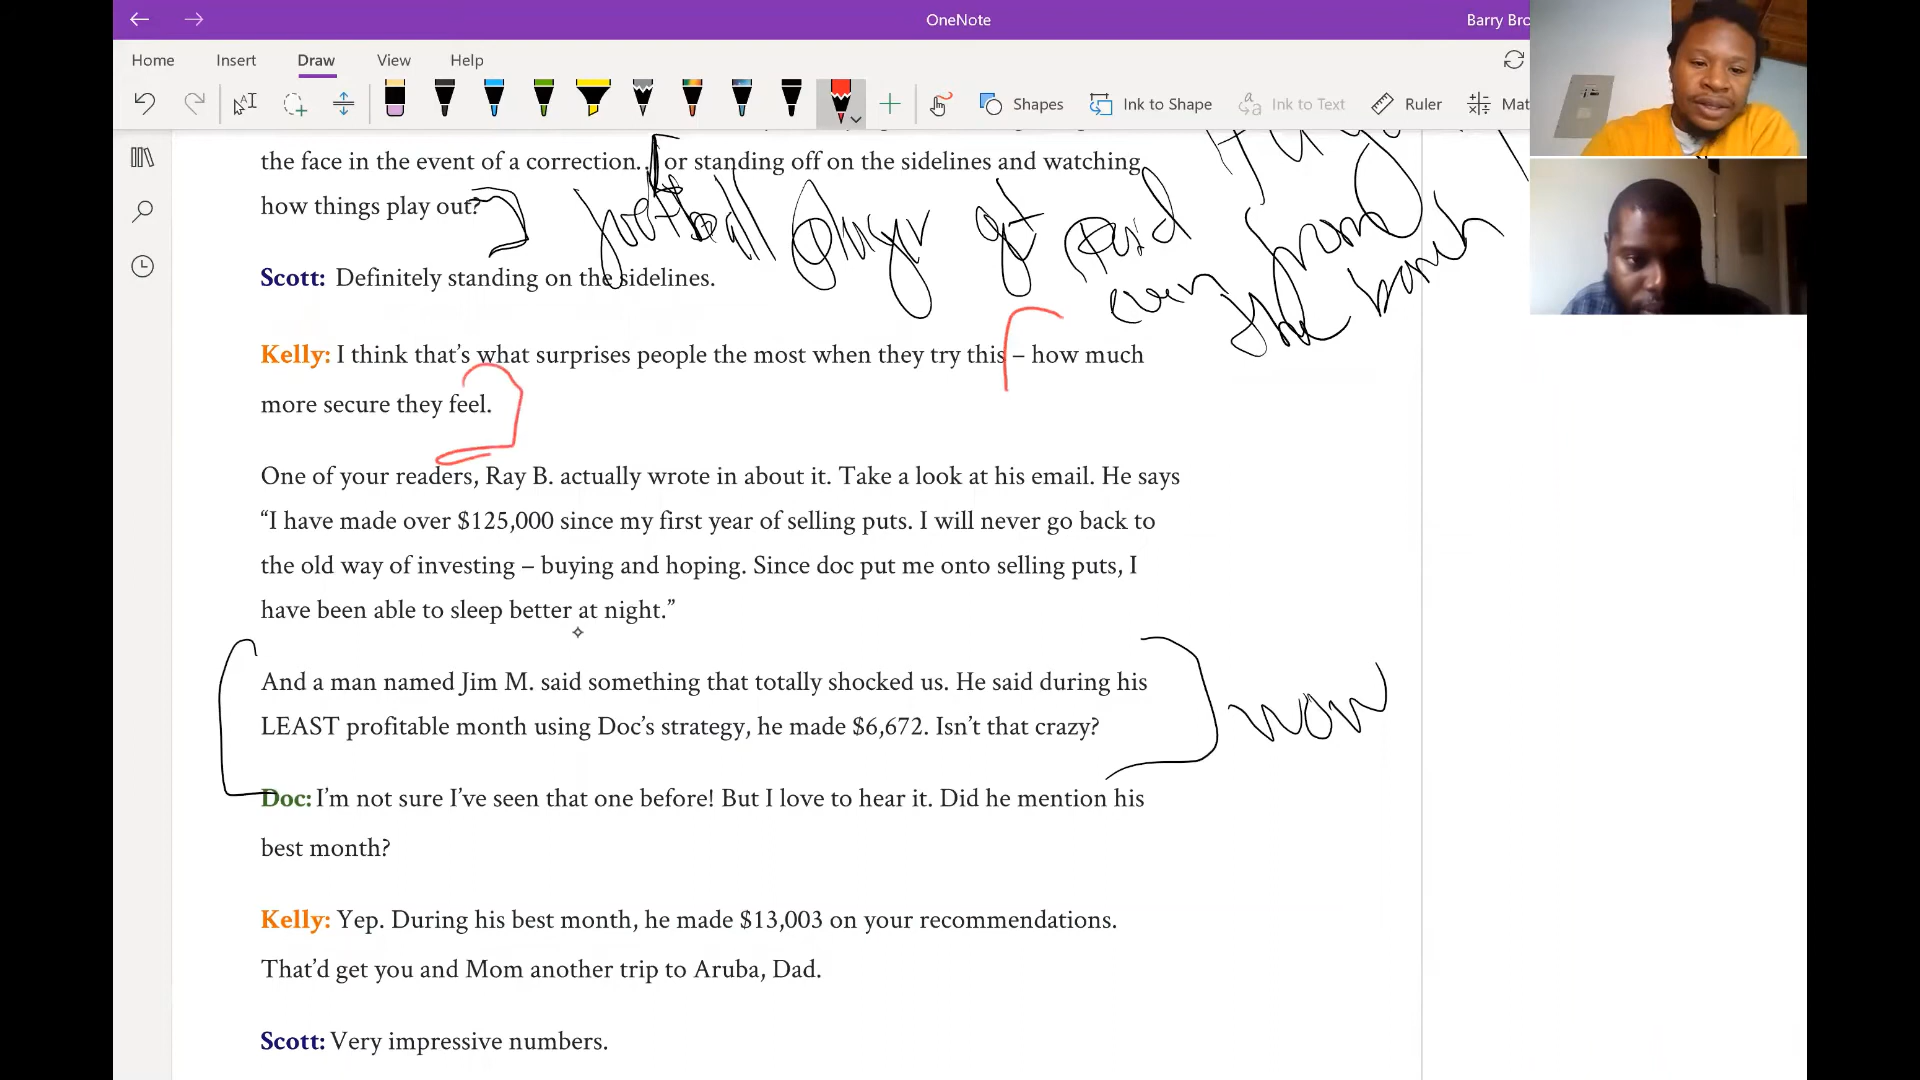 OneNote
Barry Bro
Home Insert Draw View Help
Shapes Ink to Shape Ink to Text Ruler Mat
the face in the event of a correction. or standing off on the sidelines and watching
how things play out?
football player get paid
even from
the bench
Scott: Definitely standing on the sidelines.
Kelly: I think that’s what surprises people the most when they try this – how much
more secure they feel.
One of your readers, Ray B. actually wrote in about it. Take a look at his email. He says
“I have made over $125,000 since my first year of selling puts. I will never go back to
the old way of investing – buying and hoping. Since doc put me onto selling puts, I
have been able to sleep better at night.”
And a man named Jim M. said something that totally shocked us. He said during his
LEAST profitable month using Doc’s strategy, he made $6,672. Isn’t that crazy?
wow
Doc: I’m not sure I’ve seen that one before! But I love to hear it. Did he mention his
best month?
Kelly: Yep. During his best month, he made $13,003 on your recommendations.
That’d get you and Mom another trip to Aruba, Dad.
Scott: Very impressive numbers.